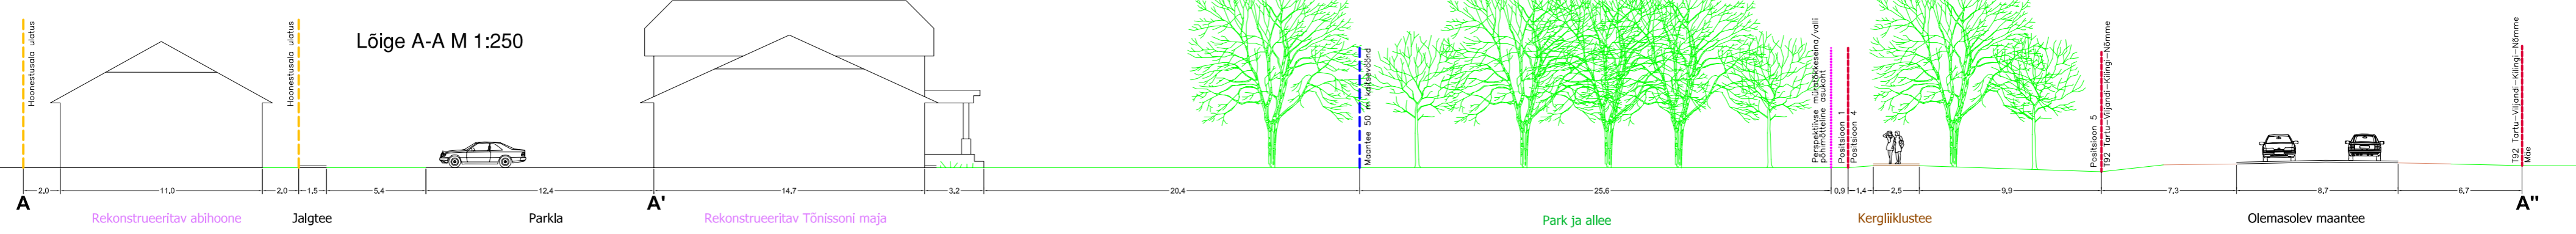 Lõige A-A M 1:250
Hoonestusala ulatus
Hoonestusala ulatus
Maantee 50 m kaitsevöönd
Perspektiivse müratõkkeseina/valli
põhimõtteline asukoht
Positsioon 1
Positsioon 4
Positsioon 5
T92 Tartu-Viljandi-Kilingi-Nõmme
T92 Tartu-Viljandi-Kilingi-Nõmme
Mäe
2,0 11,0 2,0 1,5 5,4 12,4 14,7 3,2 20,4 25,6 0,9 1,4 2,5 9,9 7,3 8,7 6,7
A A' A"
Rekonstrueeritav abihoone Jalgtee Parkla Rekonstrueeritav Tõnissoni maja Park ja allee Kergliiklustee Olemasolev maantee